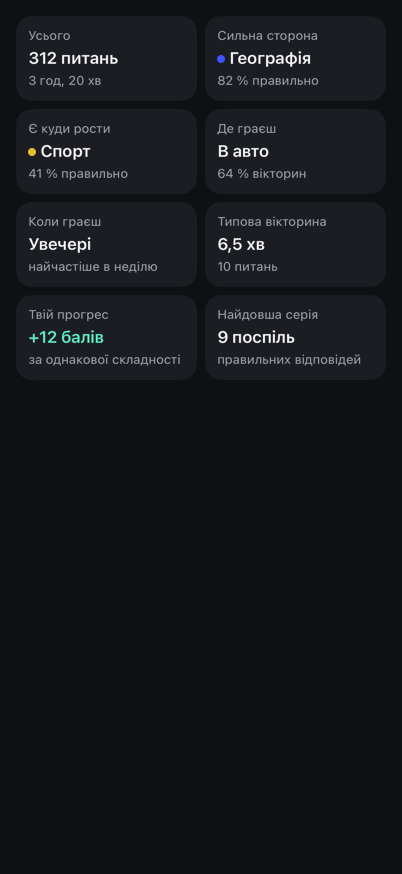 Усього
312 питань
3 год, 20 хв
Сильна сторона
Географія
82 % правильно
Є куди рости
Спорт
41 % правильно
Де граєш
В авто
64 % вікторин
Коли граєш
Увечері
найчастіше в неділю
Типова вікторина
6,5 хв
10 питань
Твій прогрес
+12 балів
за однакової складності
Найдовша серія
9 поспіль
правильних відповідей